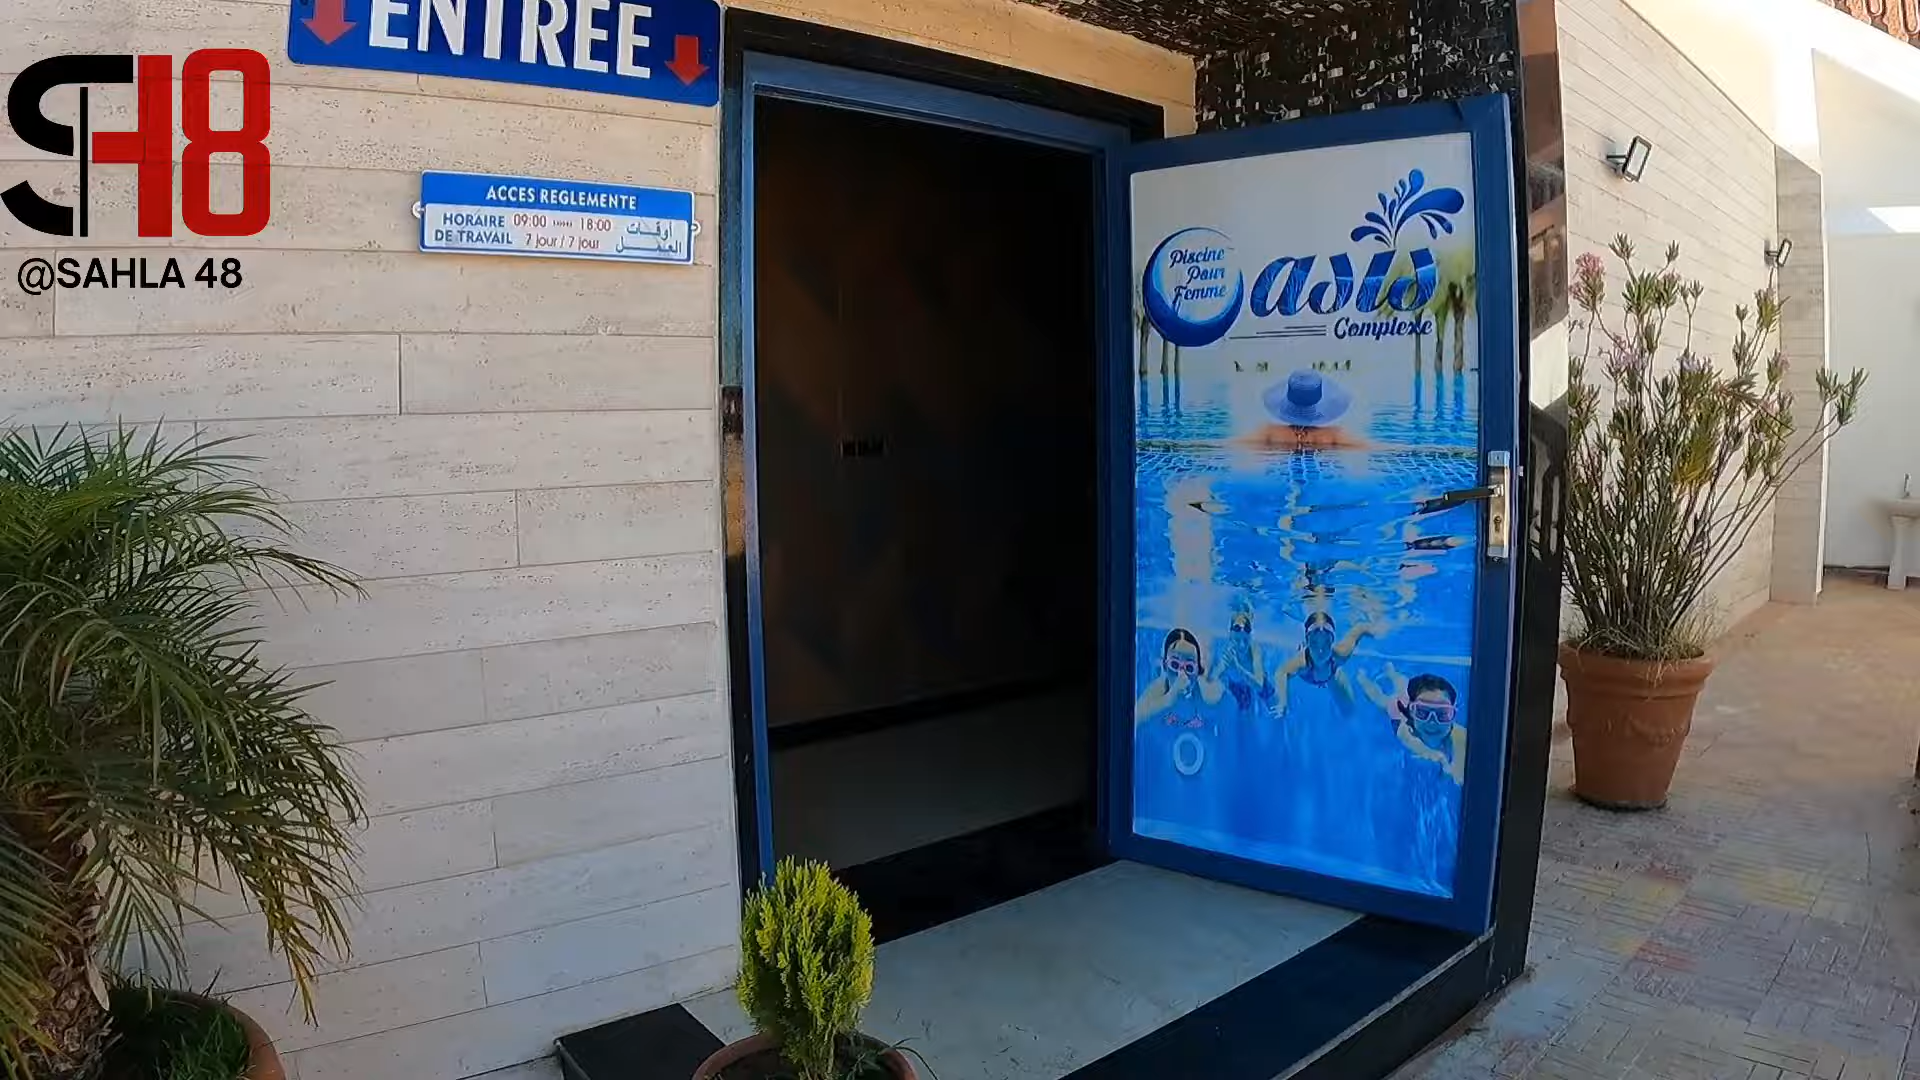 ENTRÉE
SH8
@SAHLA 48
ACCES REGLEMENTE
HORAIRE 09:00 ...... 18:00 أوقات
DE TRAVAIL 7 jour / 7 jour العمل
Piscine
Pour
Femme
Oasis
Complexe